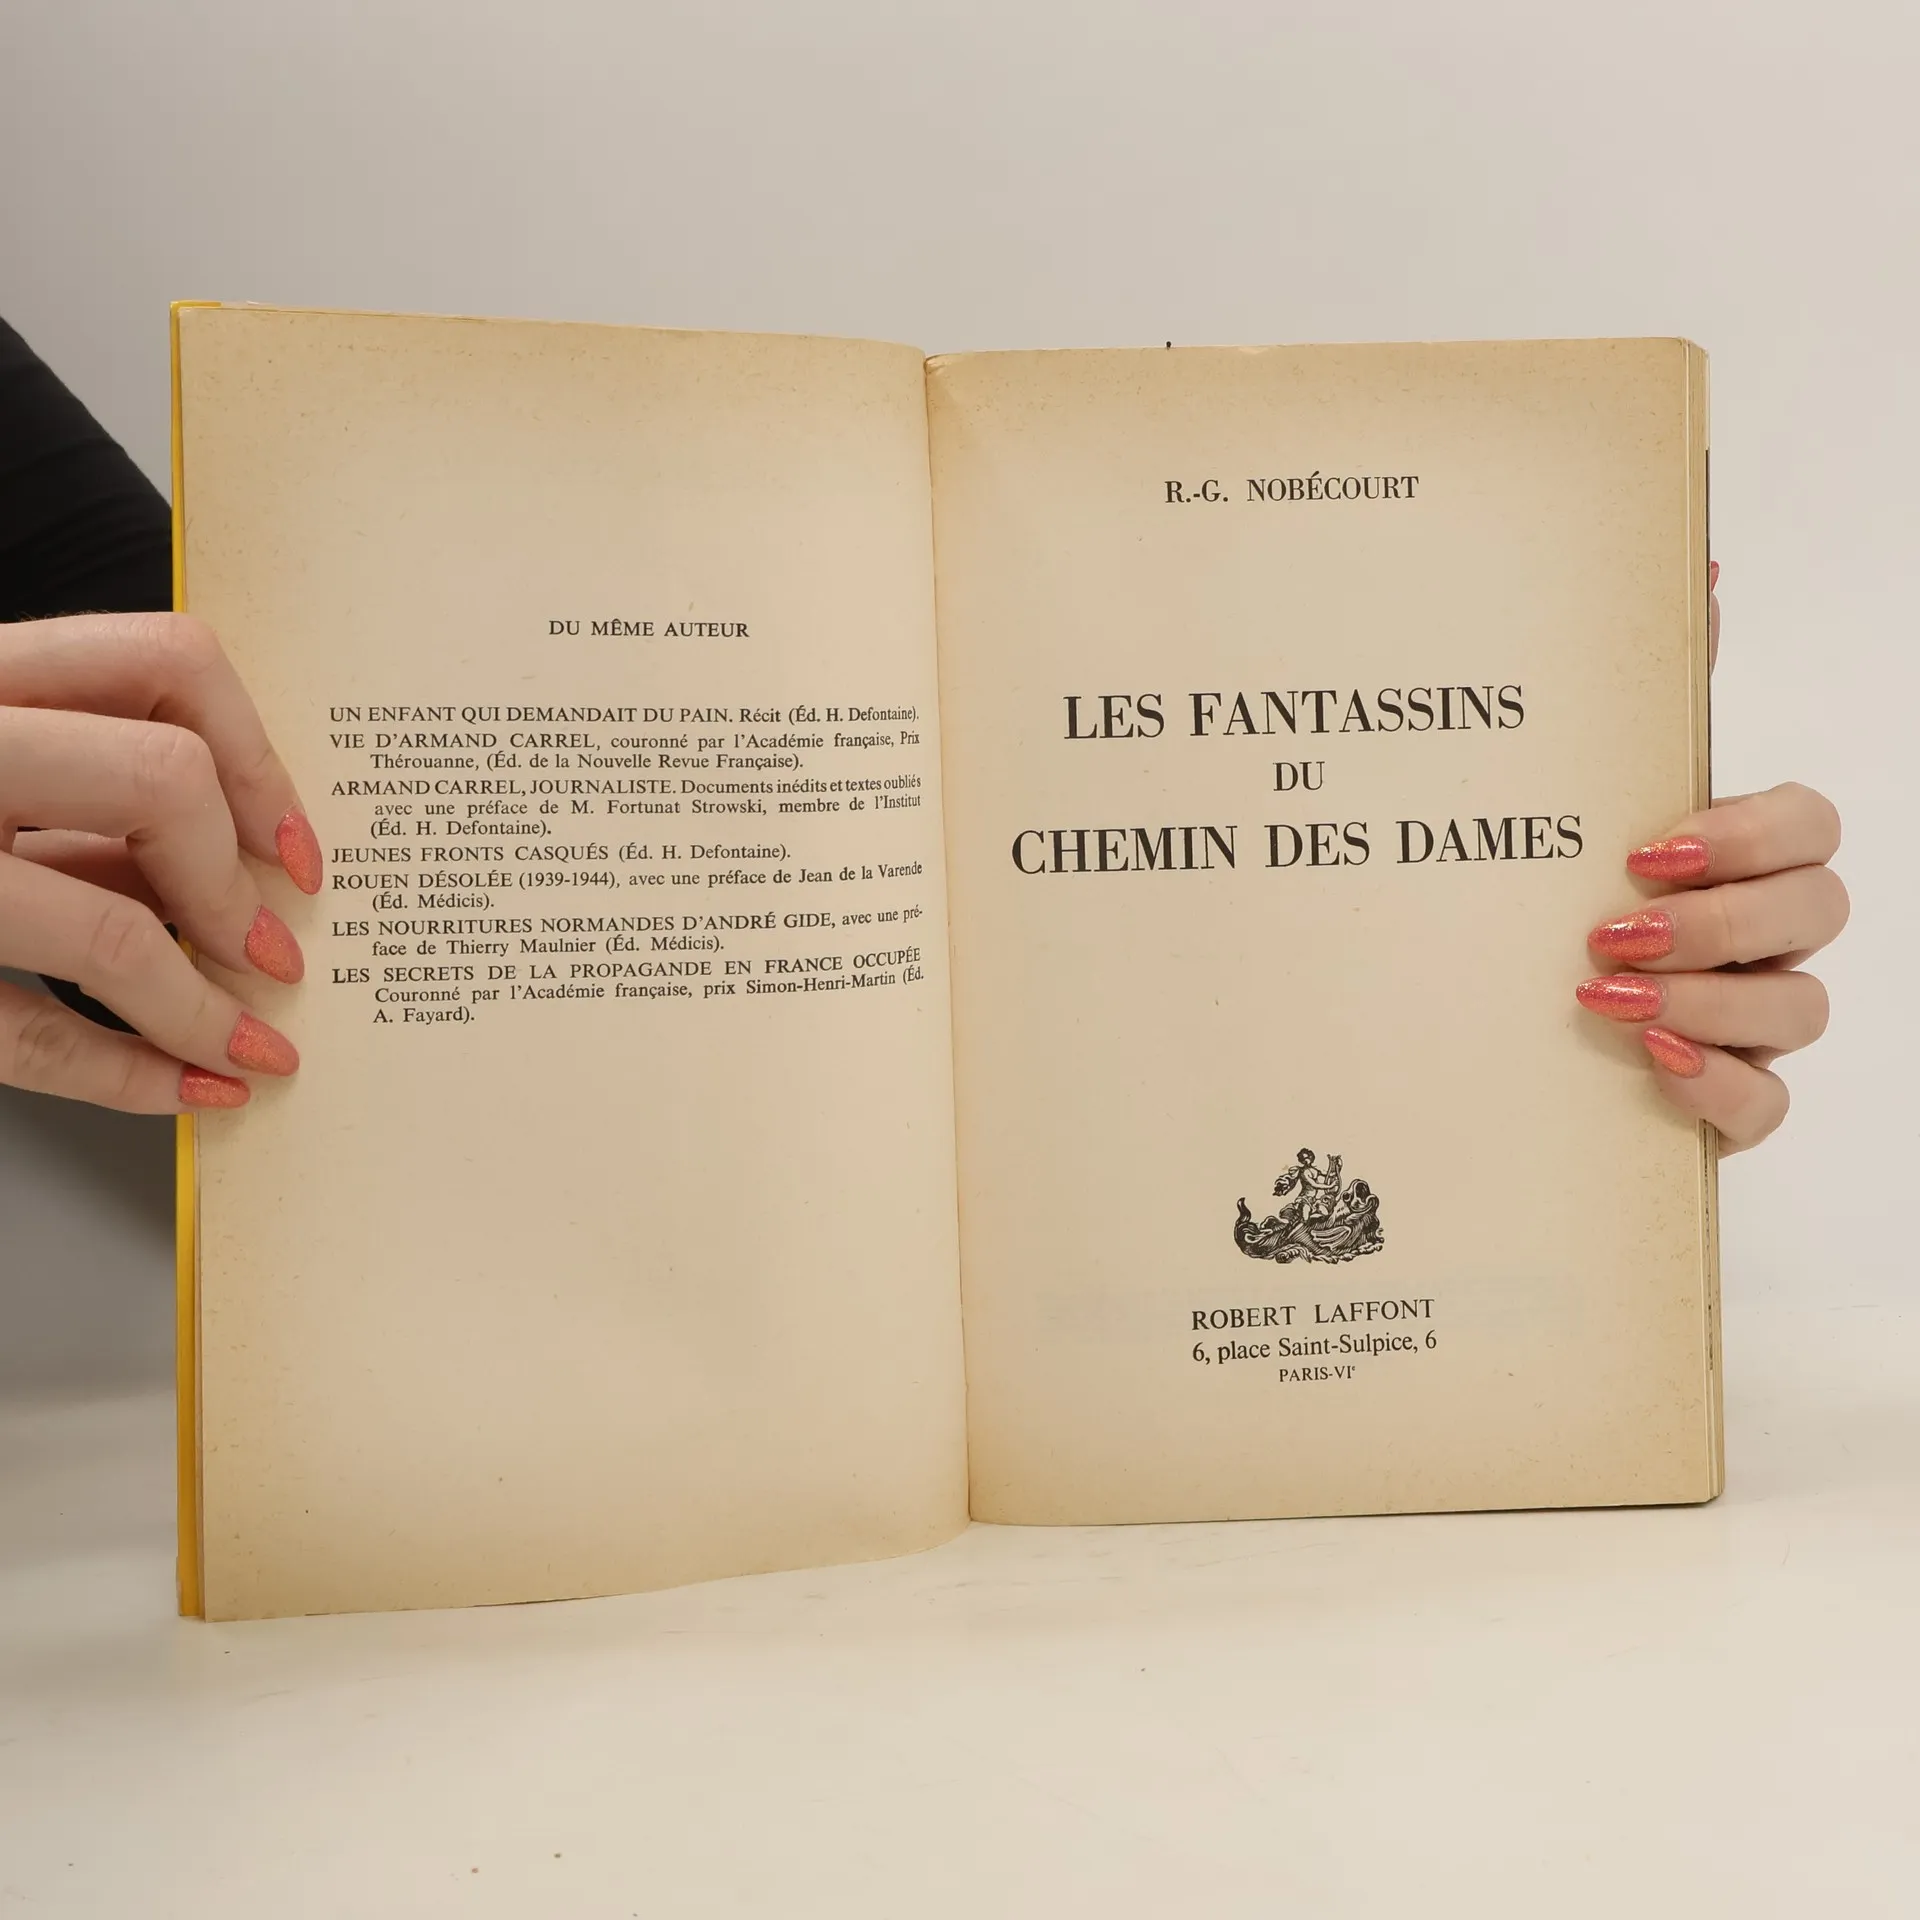 DU MÊME AUTEUR
UN ENFANT QUI DEMANDAIT DU PAIN. Récit (Éd. H. Defontaine).
VIE D'ARMAND CARREL, couronné par l'Académie française, Prix
Thérouanne, (Éd. de la Nouvelle Revue Française).
ARMAND CARREL, JOURNALISTE. Documents inédits et textes oubliés
avec une préface de M. Fortunat Strowski, membre de l'Institut
(Éd. H. Defontaine).
JEUNES FRONTS CASQUÉS (Éd. H. Defontaine).
ROUEN DÉSOLÉE (1939-1944), avec une préface de Jean de la Varende
(Éd. Médicis).
LES NOURRITURES NORMANDES D'ANDRÉ GIDE, avec une pré-
face de Thierry Maulnier (Éd. Médicis).
LES SECRETS DE LA PROPAGANDE EN FRANCE OCCUPÉE
Couronné par l'Académie française, prix Simon-Henri-Martin (Éd.
A. Fayard).
R.-G. NOBÉCOURT
LES FANTASSINS
DU
CHEMIN DES DAMES
ROBERT LAFFONT
6, place Saint-Sulpice, 6
PARIS-VIe